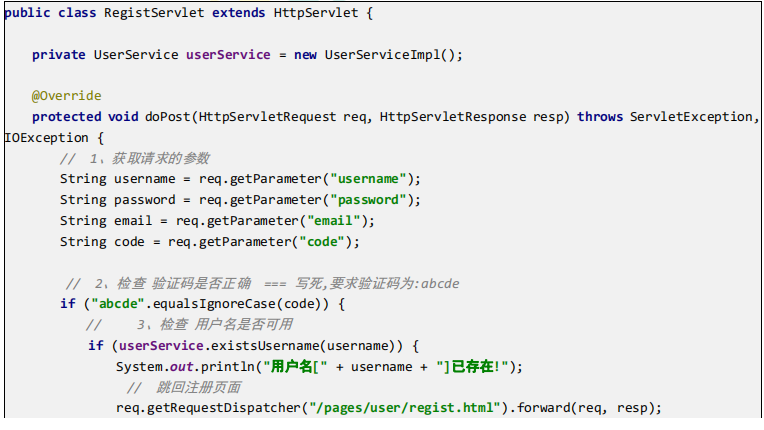 public class RegistServlet extends HttpServlet {
private UserService userService = new UserServiceImpl();
@Override
protected void doPost(HttpServletRequest req, HttpServletResponse resp) throws ServletException,
IOException {
// 1、获取请求的参数
String username = req.getParameter("username");
String password = req.getParameter("password");
String email = req.getParameter("email");
String code = req.getParameter("code");
// 2、检查 验证码是否正确 === 写死,要求验证码为:abcde
if ("abcde".equalsIgnoreCase(code)) {
// 3、检查 用户名是否可用
if (userService.existsUsername(username)) {
System.out.println("用户名[" + username + "]已存在!");
// 跳回注册页面
req.getRequestDispatcher("/pages/user/regist.html").forward(req, resp);